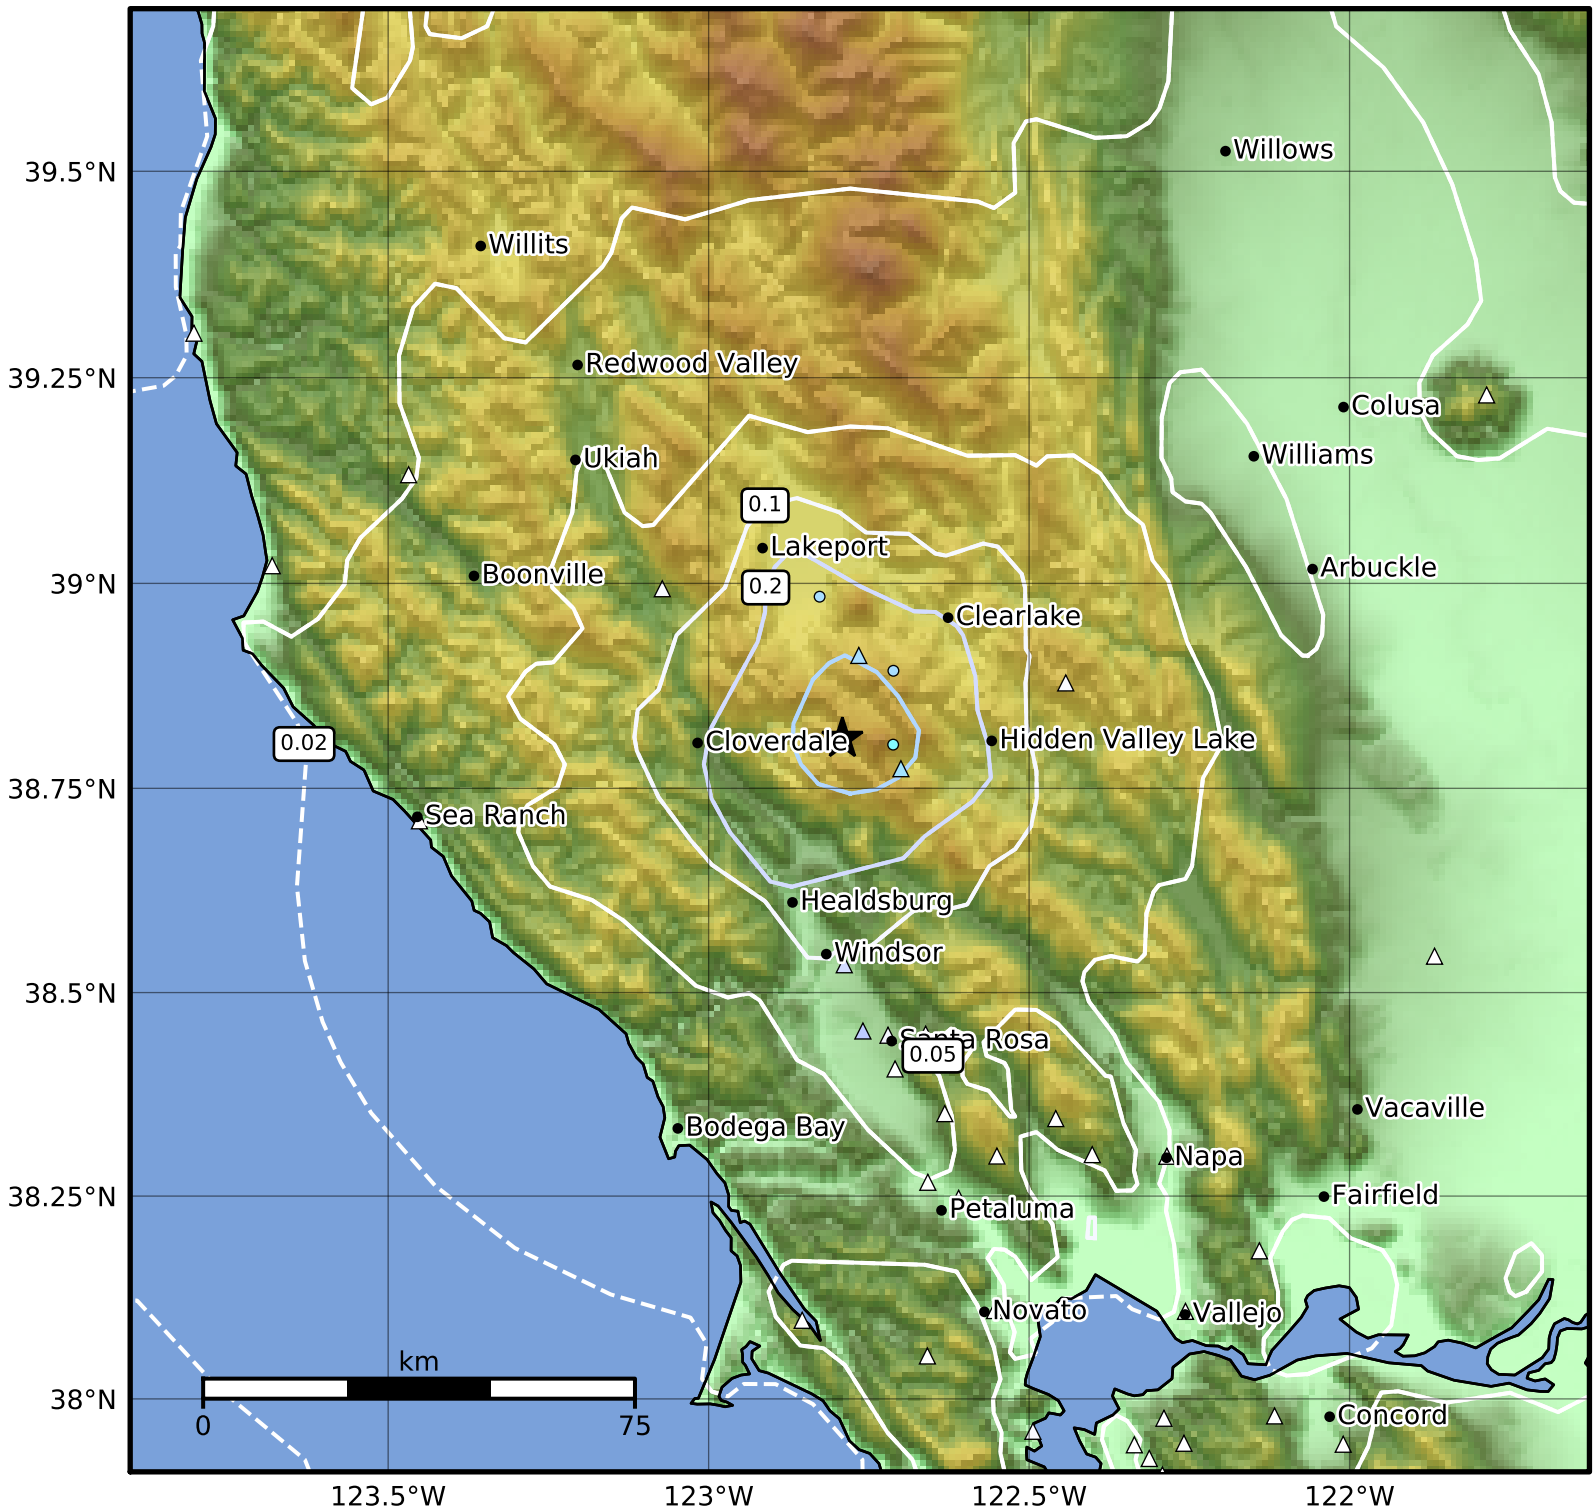 39.5°N
39.25°N
39°N
38.75°N
38.5°N
38.25°N
38°N
Willows
Willits
Redwood Valley
Colusa
Ukiah
Williams
0.1
Lakeport
Arbuckle
Boonville
0.2
Clearlake
0.02
Cloverdale
Hidden Valley Lake
Sea Ranch
Healdsburg
Windsor
Santa Rosa
0.05
Vacaville
Bodega Bay
Napa
Fairfield
Petaluma
Novato
Vallejo
km
0
75
Concord
123.5°W
123°W
122.5°W
122°W